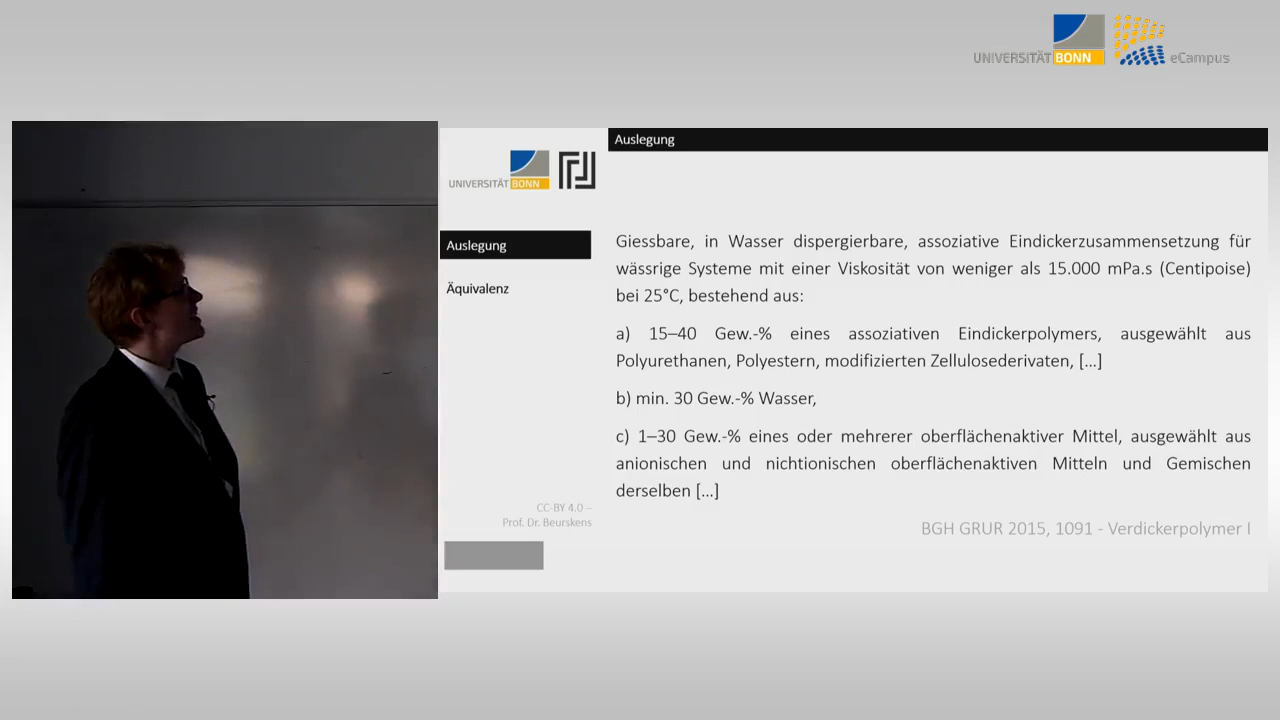 UNIVERSITÄT BONN eCampus
UNIVERSITÄT BONN
Auslegung
Auslegung
Äquivalenz
Giessbare, in Wasser dispergierbare, assoziative Eindickerzusammensetzung für
wässrige Systeme mit einer Viskosität von weniger als 15.000 mPa.s (Centipoise)
bei 25°C, bestehend aus:
a) 15–40 Gew.-% eines assoziativen Eindickerpolymers, ausgewählt aus
Polyurethanen, Polyestern, modifizierten Zellulosederivaten, [...]
b) min. 30 Gew.-% Wasser,
c) 1–30 Gew.-% eines oder mehrerer oberflächenaktiver Mittel, ausgewählt aus
anionischen und nichtionischen oberflächenaktiven Mitteln und Gemischen
derselben [...]
BGH GRUR 2015, 1091 - Verdickerpolymer I
CC-BY 4.0 –
Prof. Dr. Beurskens